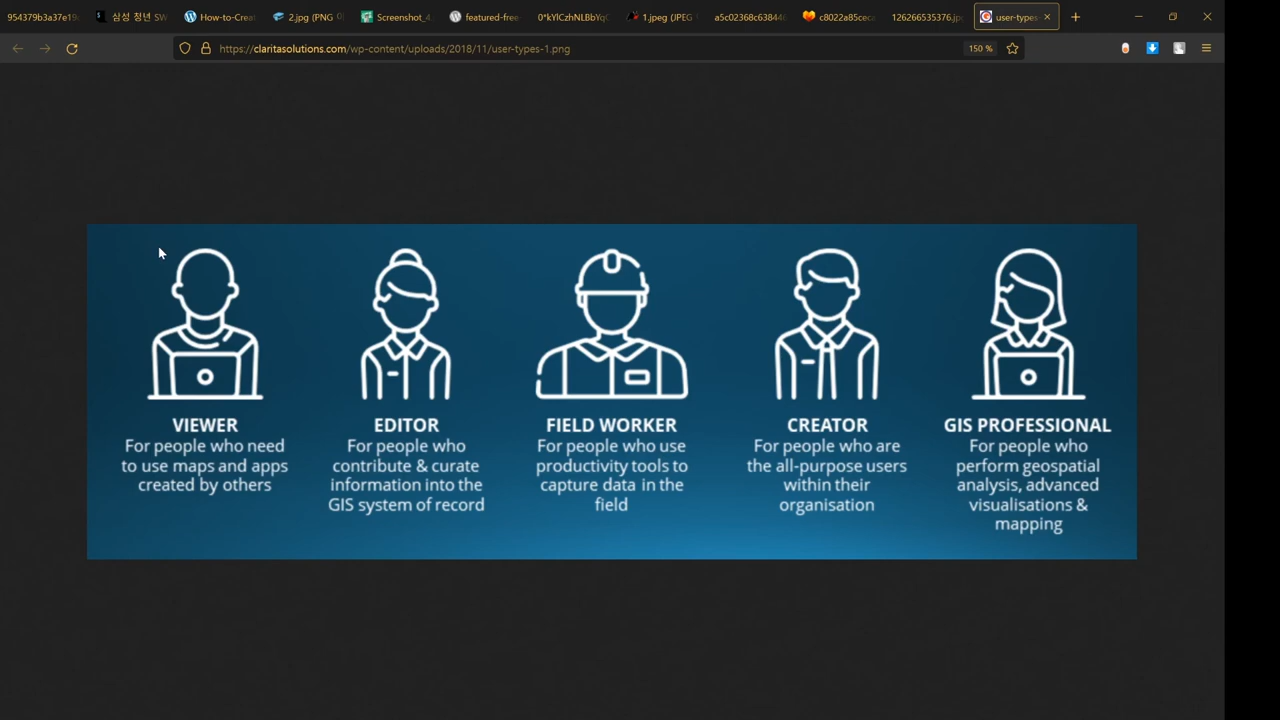 954379b3a37e19
삼성 청년 SW
How-to-Crea
2.jpg (PNG 이
Screenshot_4.
featured-free
1.jpeg (JPEG
a5c02368c638446
c8022a85ceca
126266535376.jp
user-types-
https://claritasolutions.com/wp-content/uploads/2018/11/user-types-1.png
150 %
VIEWER
For people who need
to use maps and apps
created by others
EDITOR
For people who
contribute & curate
information into the
GIS system of record
FIELD WORKER
For people who use
productivity tools to
capture data in the
field
CREATOR
For people who are
the all-purpose users
within their
organisation
GIS PROFESSIONAL
For people who
perform geospatial
analysis, advanced
visualisations &
mapping